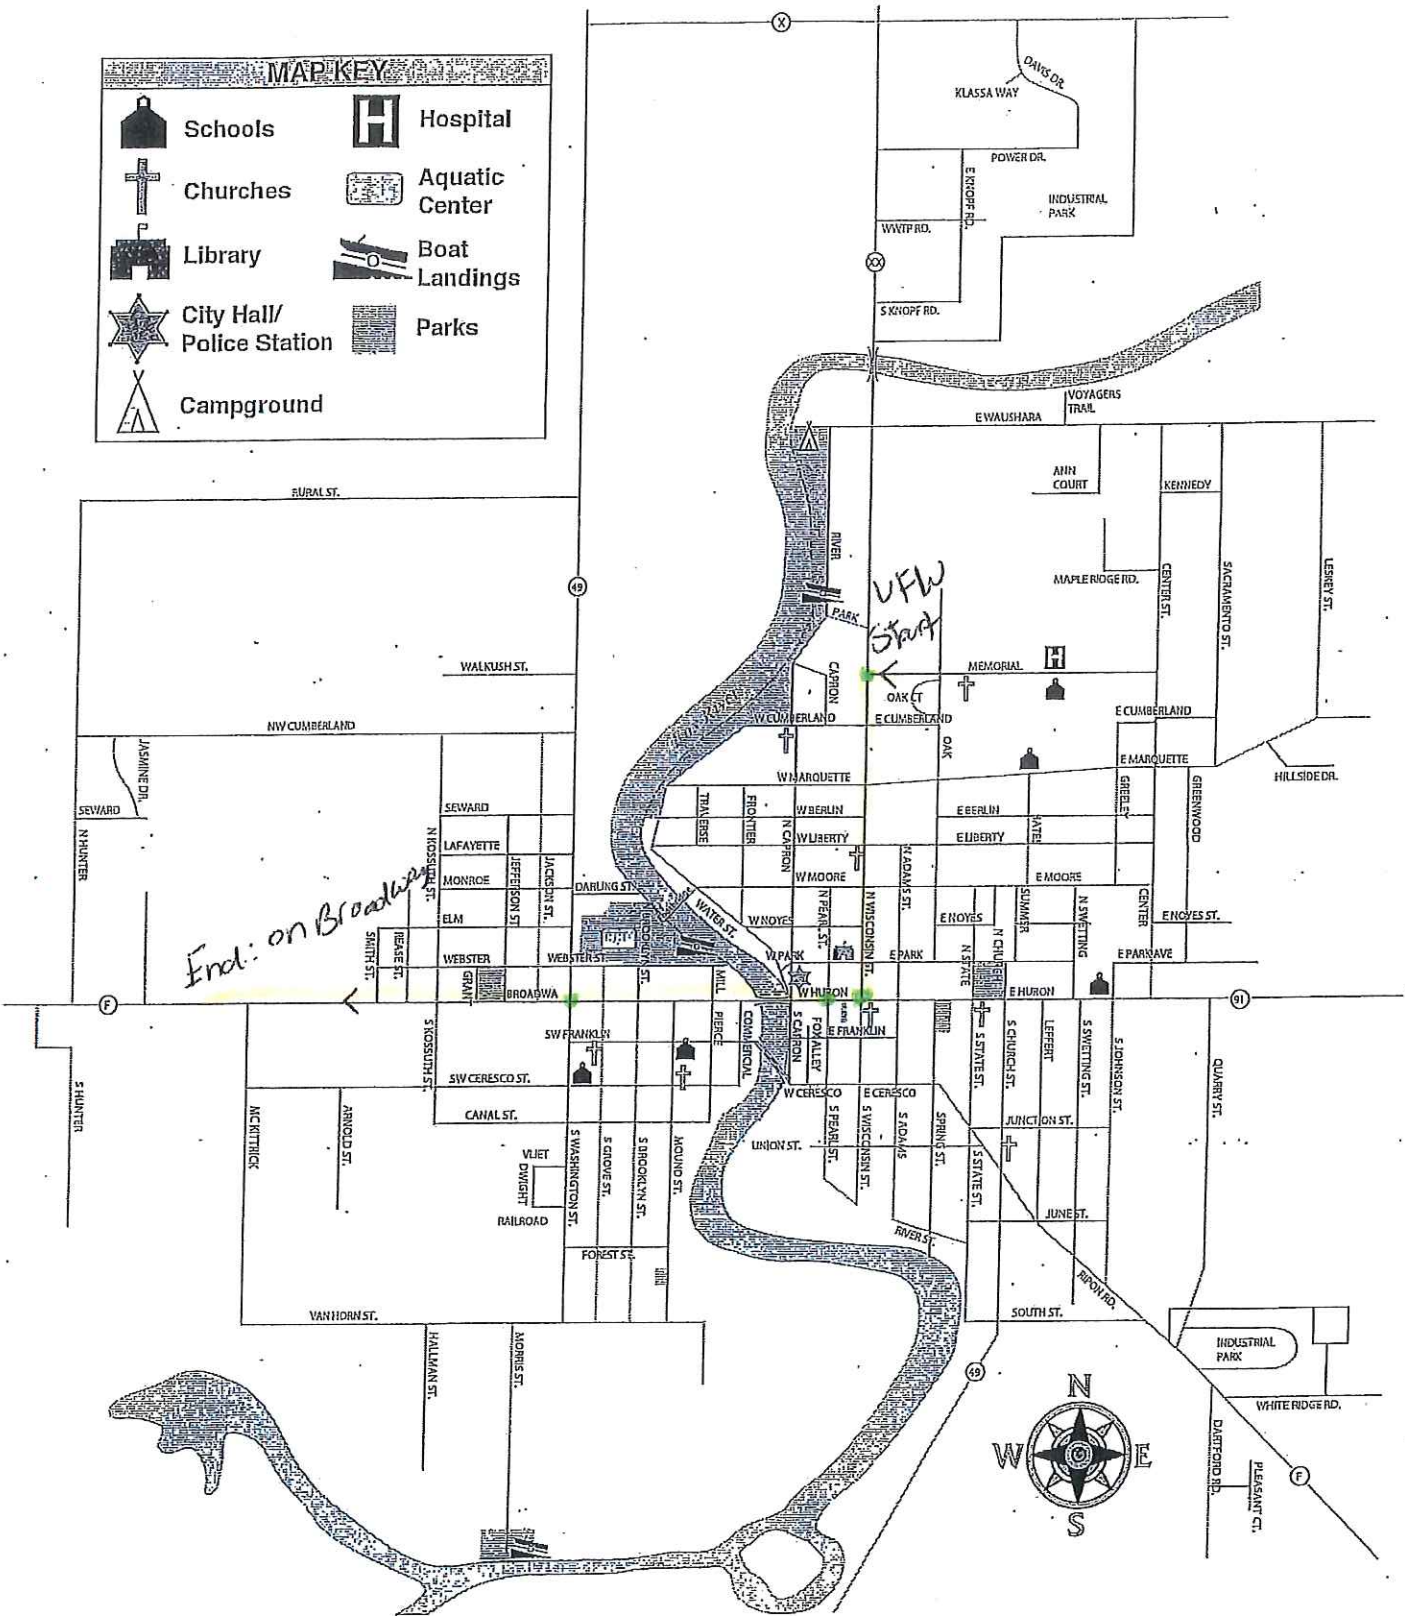 X
MAP KEY
Schools
Hospital
Churches
Aquatic
Center
Library
Boat
Landings
City Hall/
Police Station
Parks
Campground
DAVIS DR.
KLASSA WAY
POWER DR.
E KNOPF RD.
INDUSTRIAL
PARK
WWTP RD.
XX
S KNOPF RD.
VOYAGERS
TRAIL
E WAUSHARA
ANN
COURT
KENNEDY
RURAL ST.
RIVER
49
MAPLE RIDGE RD.
CENTER ST.
SACRAMENTO ST.
LESKEY ST.
VFW
Start
PARK
WALKUSH ST.
MEMORIAL
H
CAPRON
OAK CT
W CUMBERLAND
E CUMBERLAND
E CUMBERLAND
NW CUMBERLAND
OAK
JASMINE DR.
W MARQUETTE
E MARQUETTE
HILLSIDE DR.
SEWARD
SEWARD
TRAVERSE
FRONTIER
W BERLIN
E BERLIN
GREELEY
GREENWOOD
N HUNTER
N KOSSUTH ST.
N CAPRON
W LIBERTY
E LIBERTY
LAFAYETTE
MONROE
JEFFERSON ST
JACKSON ST.
DARLING ST.
W MOORE
N ADAMS ST.
E MOORE
End: on Broadway
ELM
WATER ST.
W NOYES
N PEARL ST.
N WISCONSIN ST.
E NOYES
SUMMER
N SWETTING
CENTER
E NOYES ST.
SMITH ST.
PEASE ST.
WEBSTER
WEBSTER ST
BROOKLYN ST.
W PARK
E PARK
N STATE
N CHURCH
E PARK AVE
GRANT
BROADWA
MILL
W HURON
E HURON
F
91
S KOSSUTH ST.
SW FRANKLIN
PIERCE
COMMERCIAL
S CAPRON
FOX ALLEY
E FRANKLIN
S STATE ST.
S CHURCH ST.
LEFFERT
S SWETTING ST.
S JOHNSON ST.
QUARRY ST.
S HUNTER
SW CERESCO ST.
W CERESCO
E CERESCO
MC KITTRICK
ARNOLD ST.
CANAL ST.
S PEARL ST.
S WISCONSIN ST.
S ADAMS
SPRING ST.
JUNCTION ST.
UNION ST.
VLIET
DWIGHT
S WASHINGTON ST.
S GROVE ST.
S BROOKLYN ST.
MOUND ST.
S STATE ST.
RAILROAD
JUNE ST.
RIVER ST.
FOREST ST.
RIPON RD.
VAN HORN ST.
SOUTH ST.
HALLMAN ST.
MORRIS ST.
INDUSTRIAL
PARK
49
N
W
E
S
WHITE RIDGE RD.
DARTFORD RD.
PLEASANT CT.
F